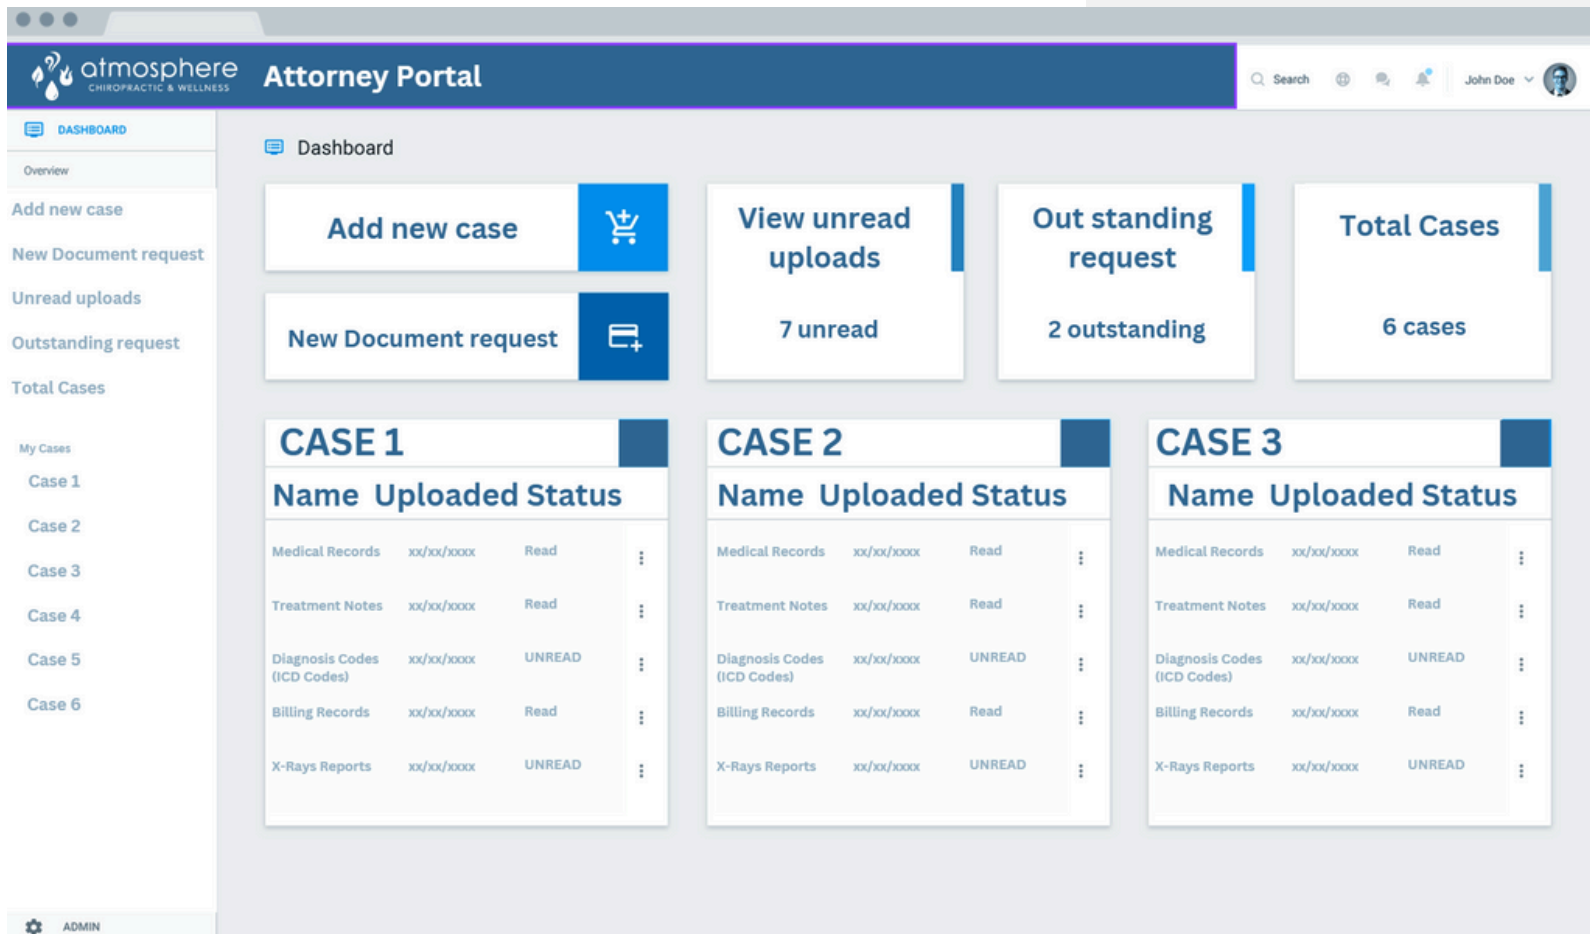 atmosphere
CHIROPRACTIC & WELLNESS
Attorney Portal
Search
John Doe
DASHBOARD
Overview
Add new case
New Document request
Unread uploads
Outstanding request
Total Cases
My Cases
Case 1
Case 2
Case 3
Case 4
Case 5
Case 6
ADMIN
Dashboard
Add new case
New Document request
View unread
uploads
7 unread
Out standing
request
2 outstanding
Total Cases
6 cases
CASE 1
Name Uploaded Status
Medical Records xx/xx/xxxx Read
Treatment Notes xx/xx/xxxx Read
Diagnosis Codes xx/xx/xxxx UNREAD
(ICD Codes)
Billing Records xx/xx/xxxx Read
X-Rays Reports xx/xx/xxxx UNREAD
CASE 2
Name Uploaded Status
Medical Records xx/xx/xxxx Read
Treatment Notes xx/xx/xxxx Read
Diagnosis Codes xx/xx/xxxx UNREAD
(ICD Codes)
Billing Records xx/xx/xxxx Read
X-Rays Reports xx/xx/xxxx UNREAD
CASE 3
Name Uploaded Status
Medical Records xx/xx/xxxx Read
Treatment Notes xx/xx/xxxx Read
Diagnosis Codes xx/xx/xxxx UNREAD
(ICD Codes)
Billing Records xx/xx/xxxx Read
X-Rays Reports xx/xx/xxxx UNREAD